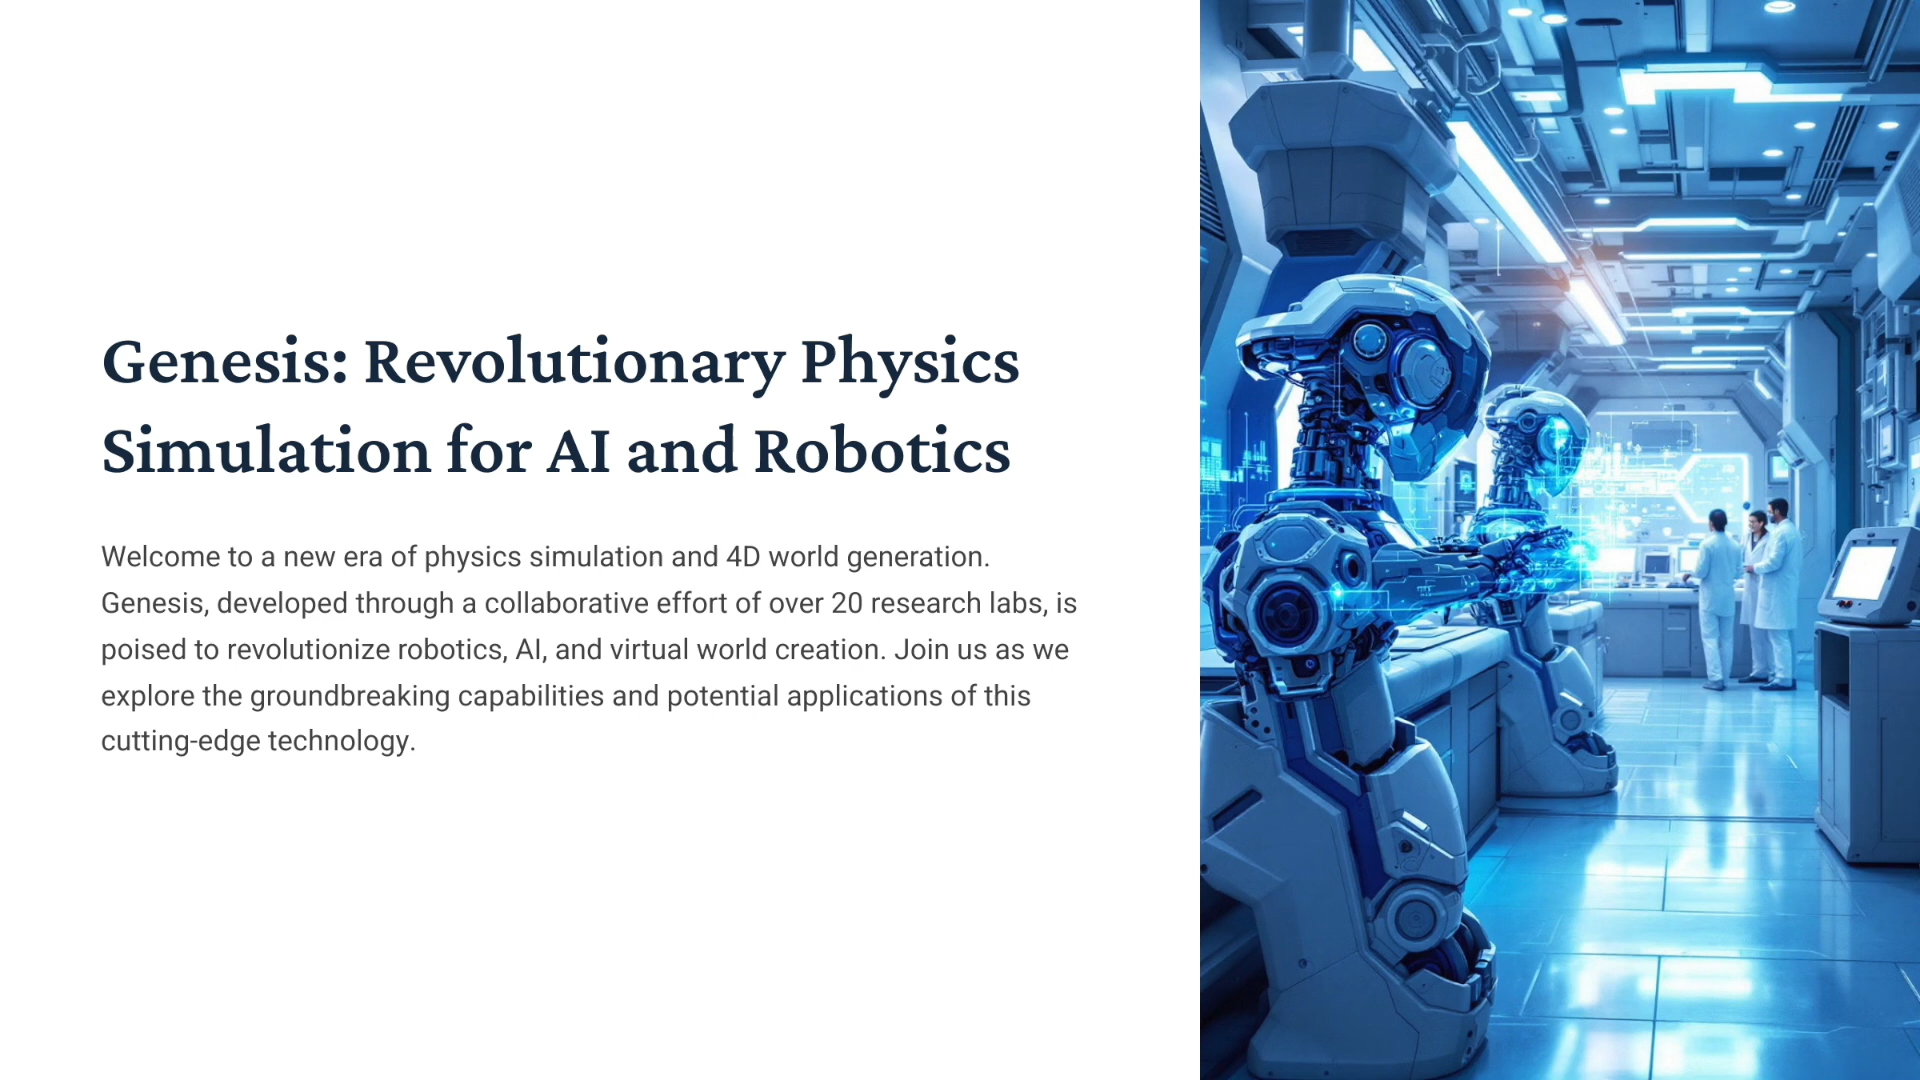 Genesis: Revolutionary Physics
Simulation for AI and Robotics
Welcome to a new era of physics simulation and 4D world generation.
Genesis, developed through a collaborative effort of over 20 research labs, is
poised to revolutionize robotics, AI, and virtual world creation. Join us as we
explore the groundbreaking capabilities and potential applications of this
cutting-edge technology.